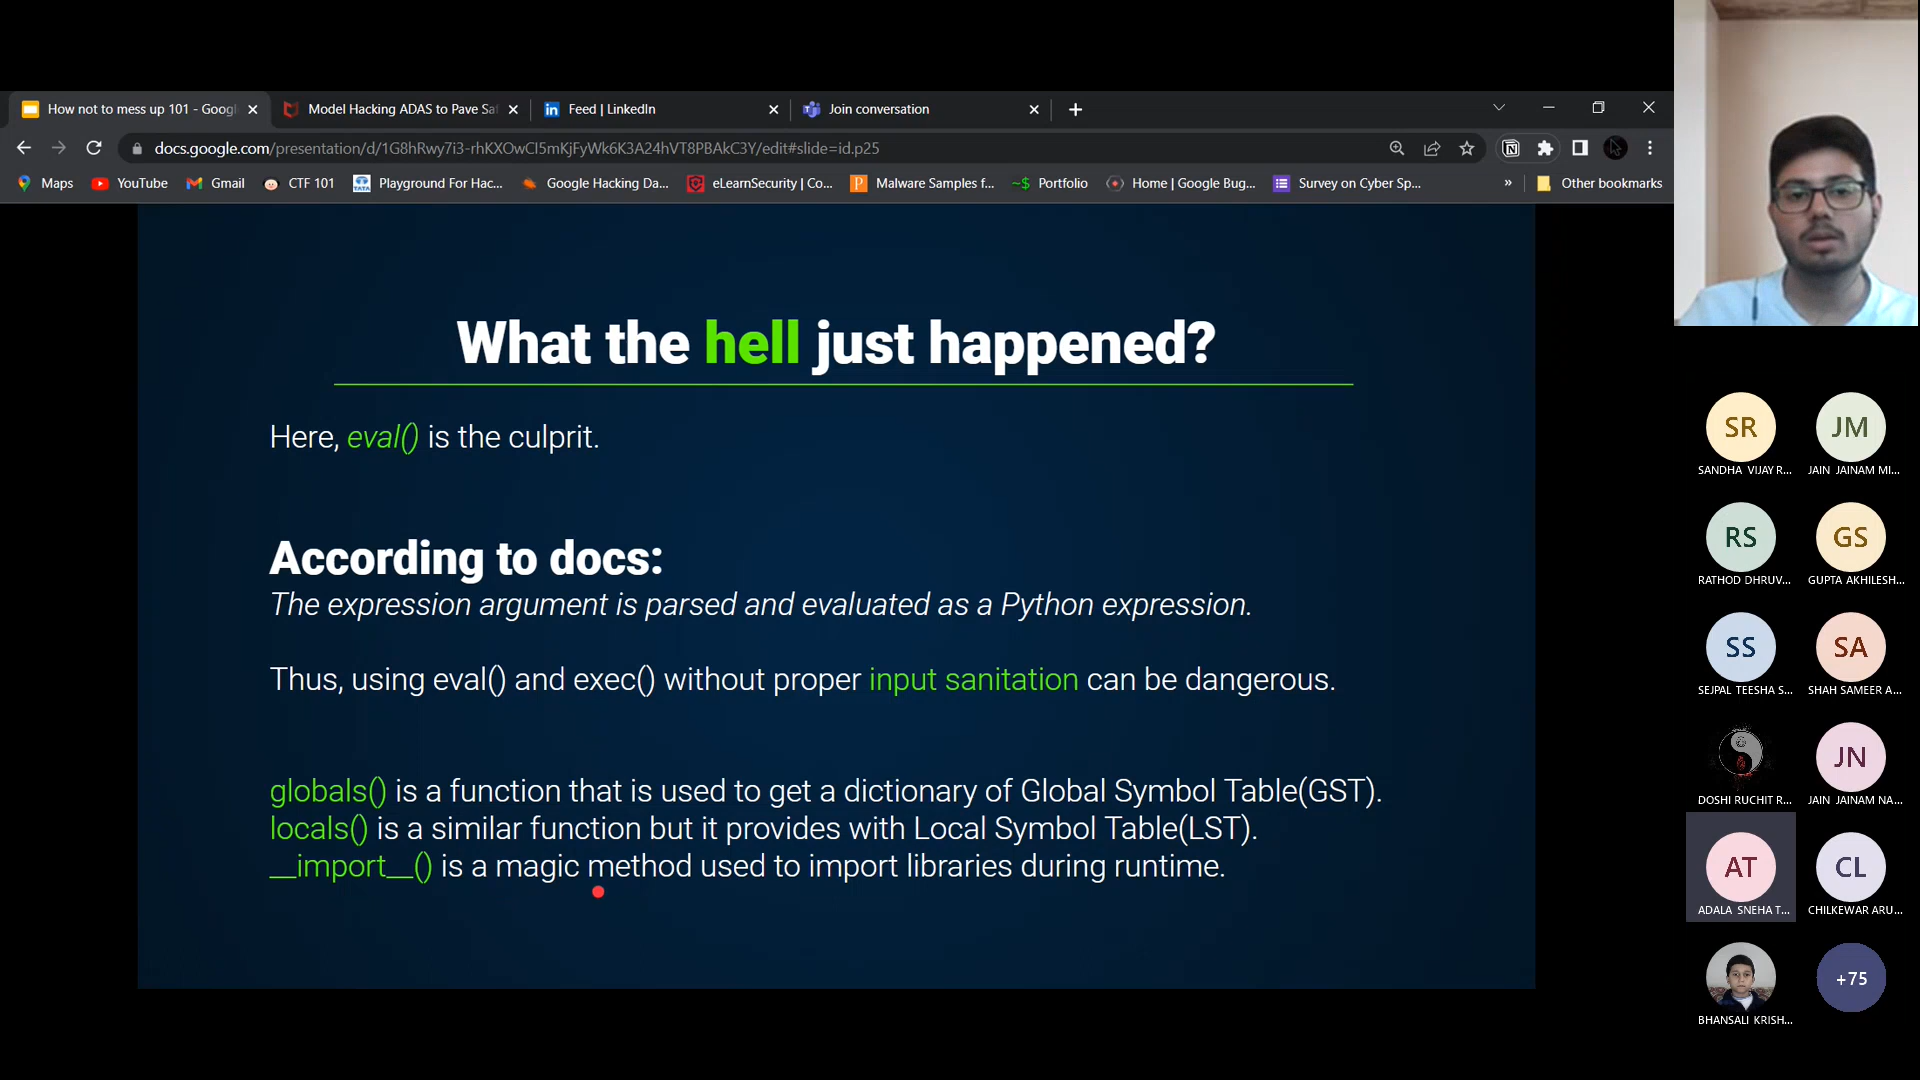 How not to mess up 101 - Goog
Model Hacking ADAS to Pave Sa
Feed | LinkedIn
Join conversation
docs.google.com/presentation/d/1G8hRwy7i3-rhKXOwCI5mKjFyWk6K3A24hVT8PBAkC3Y/edit#slide=id.p25
Maps YouTube Gmail CTF 101 Playground For Hac... Google Hacking Da... eLearnSecurity | Co... Malware Samples f... ~$ Portfolio Home | Google Bug... Survey on Cyber Sp... » Other bookmarks
What the hell just happened?
Here, eval() is the culprit.
According to docs:
The expression argument is parsed and evaluated as a Python expression.
Thus, using eval() and exec() without proper input sanitation can be dangerous.
globals() is a function that is used to get a dictionary of Global Symbol Table(GST).
locals() is a similar function but it provides with Local Symbol Table(LST).
__import__() is a magic method used to import libraries during runtime.
SR JM
SANDHA VIJAY R... JAIN JAINAM MI...
RS GS
RATHOD DHRUV... GUPTA AKHILESH...
SS SA
SEJPAL TEESHA S... SHAH SAMEER A...
JN
DOSHI RUCHIT R... JAIN JAINAM NA...
AT CL
ADALA SNEHA T... CHILKEWAR ARU...
+75
BHANSALI KRISH...